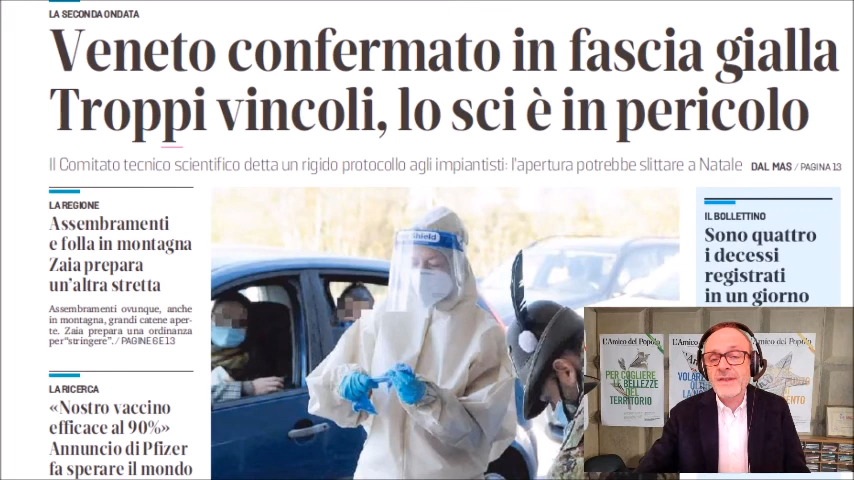 LA SECONDA ONDATA
Veneto confermato in fascia gialla
Troppi vincoli, lo sci è in pericolo
Il Comitato tecnico scientifico detta un rigido protocollo agli impiantisti: l'apertura potrebbe slittare a Natale DAL MAS / PAGINA 13
LA REGIONE
Assembramenti
e folla in montagna
Zaia prepara
un'altra stretta
Assembramenti ovunque, anche
in montagna, grandi catene aper-
te. Zaia prepara una ordinanza
per "stringere". / PAGINE 6 E 13
LA RICERCA
«Nostro vaccino
efficace al 90%»
Annuncio di Pfizer
fa sperare il mondo
Shield
IL BOLLETTINO
Sono quattro
i decessi
registrati
in un giorno
L'Amico del Popolo
PER COGLIERE
LE BELLEZZE
DEL
TERRITORIO
L'Amico